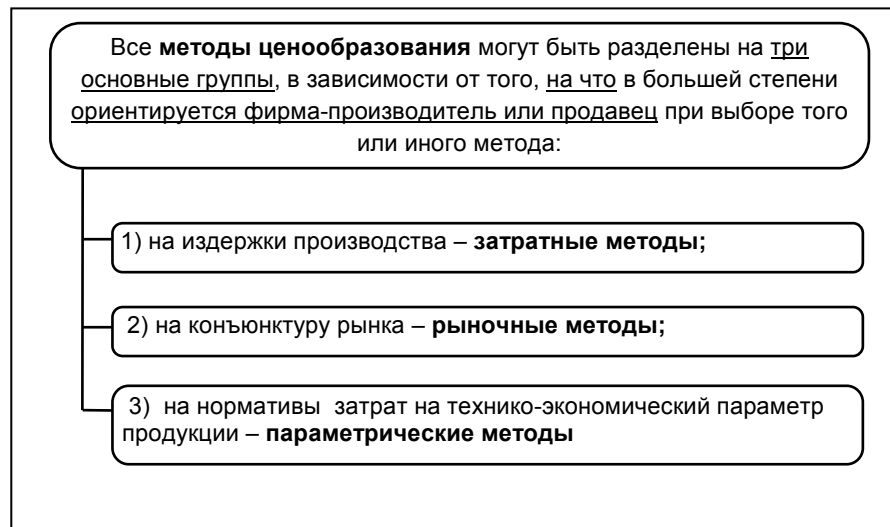 Все методы ценообразования могут быть разделены на три
основные группы, в зависимости от того, на что в большей степени
ориентируется фирма-производитель или продавец при выборе того
или иного метода:
1) на издержки производства – затратные методы;
2) на конъюнктуру рынка – рыночные методы;
3) на нормативы затрат на технико-экономический параметр
продукции – параметрические методы